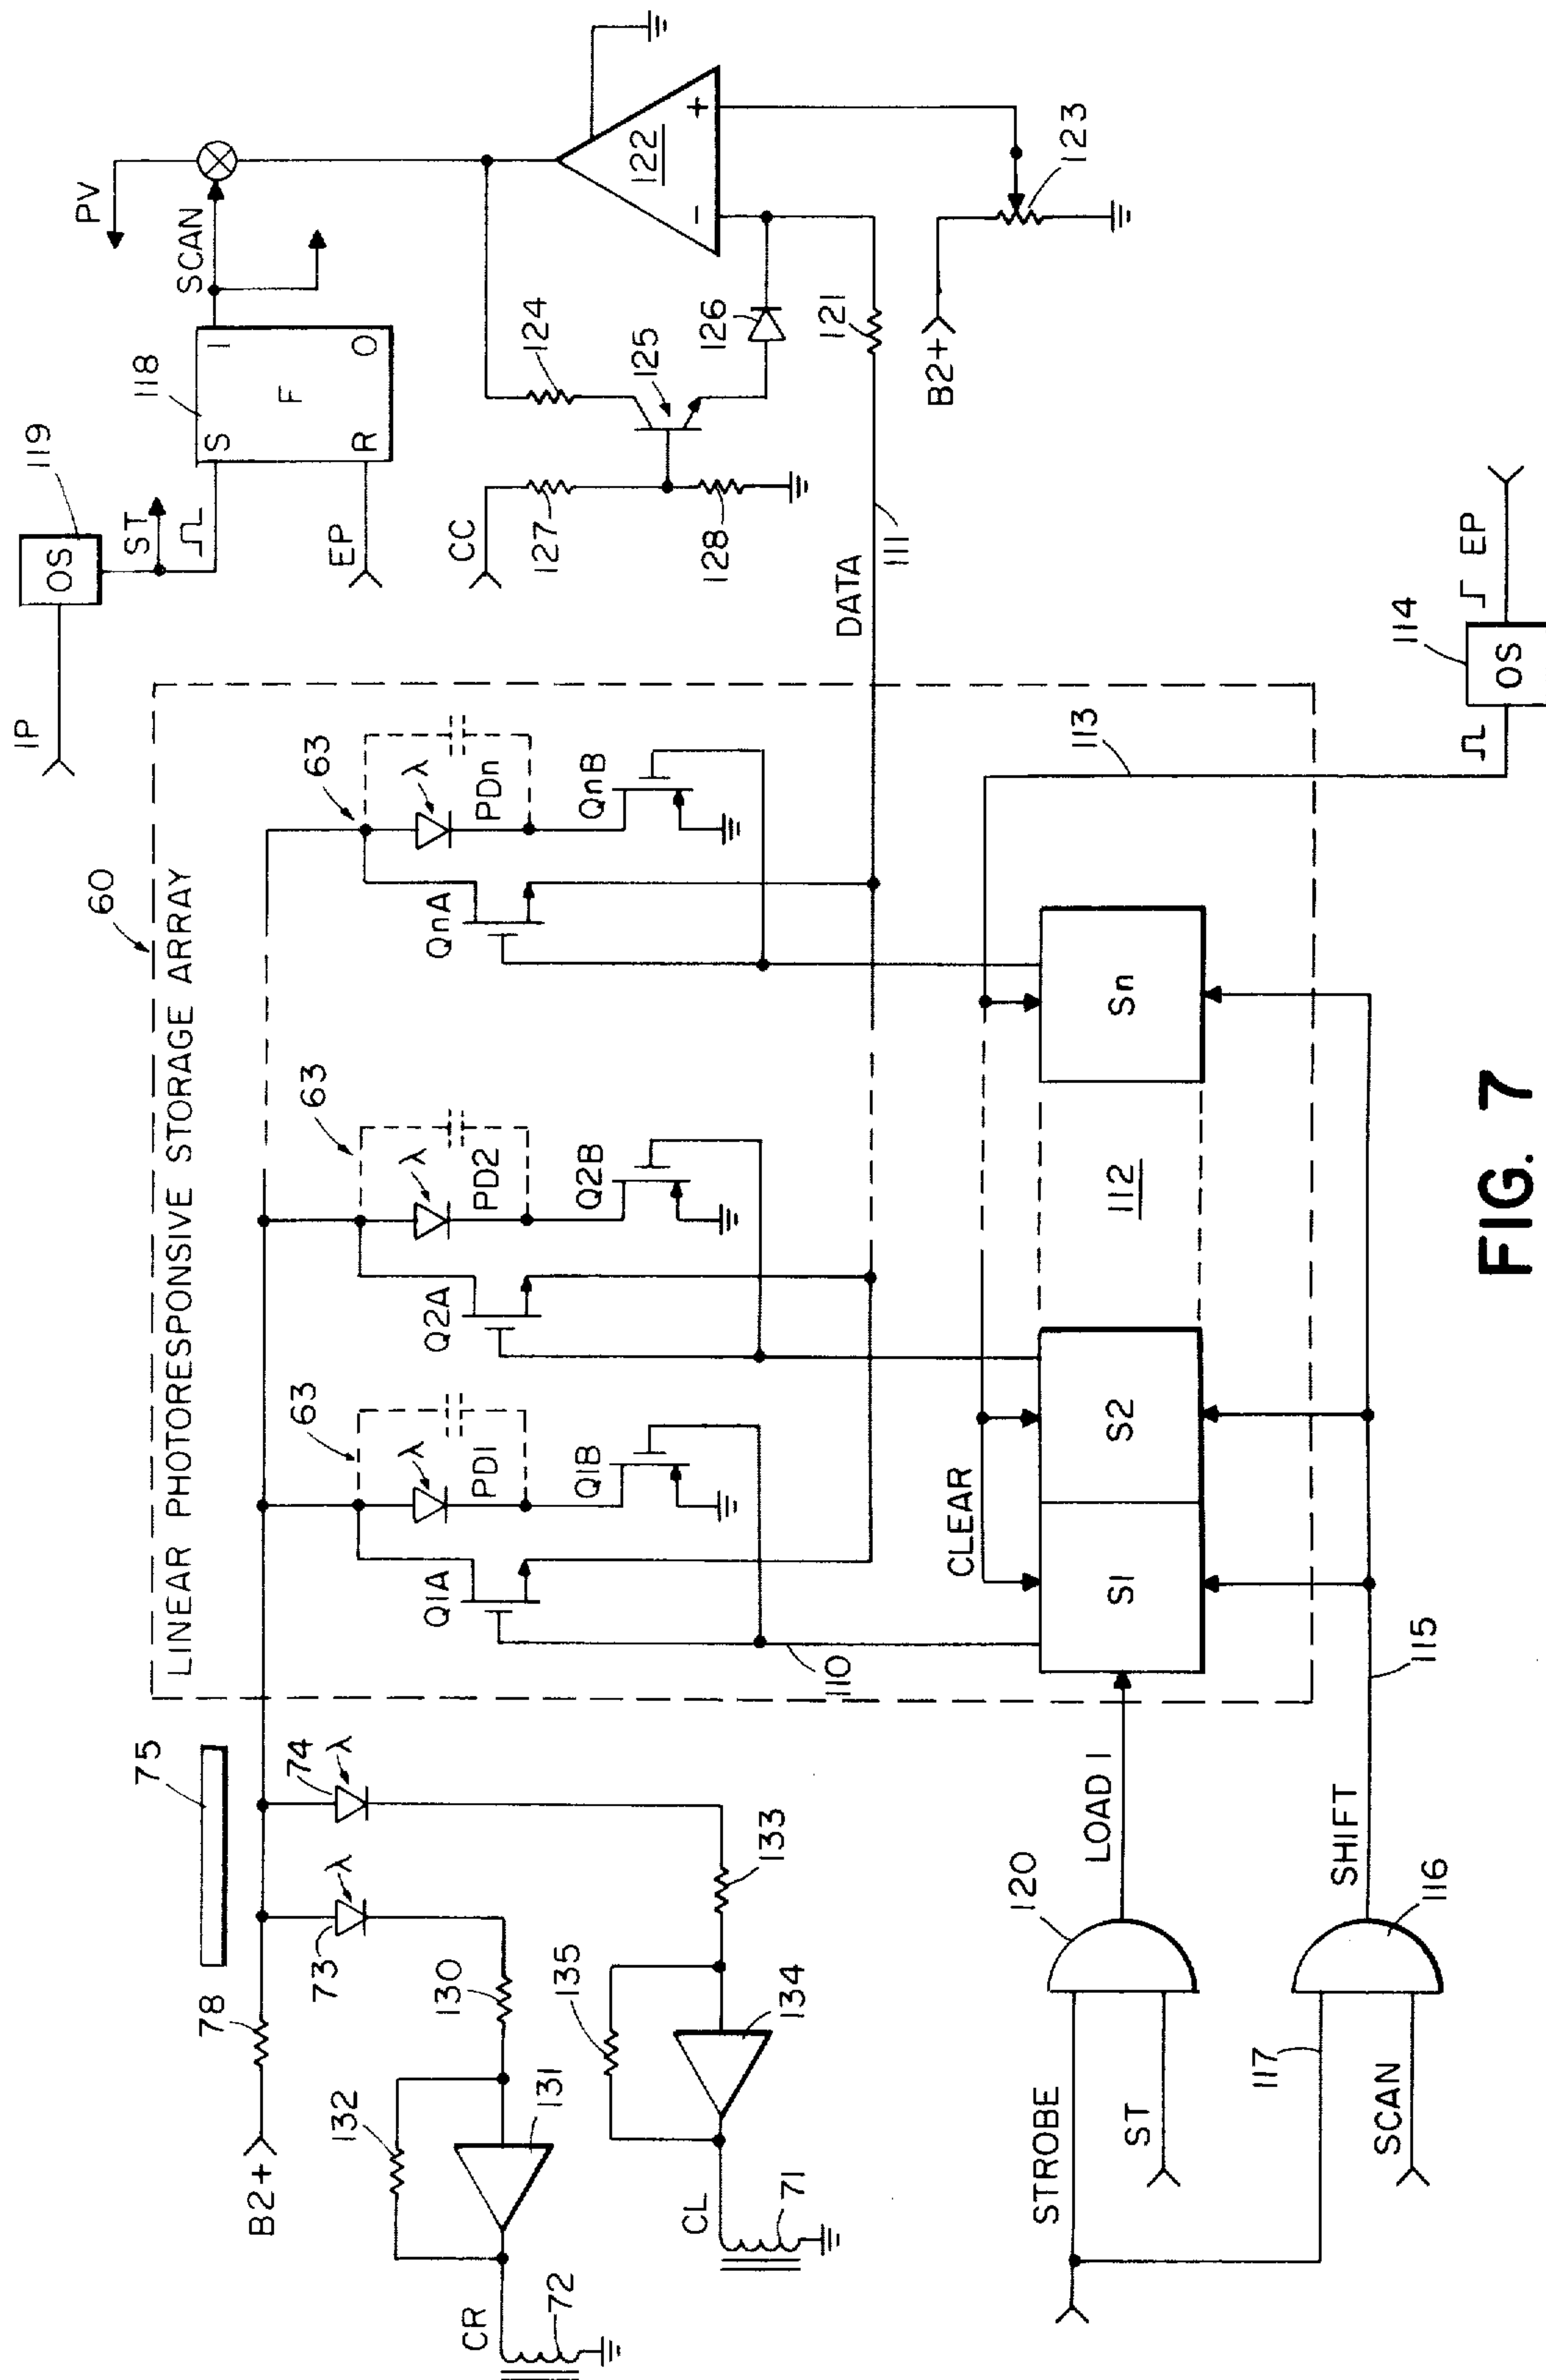 IP
OS
119
ST
118
S
I
F
R
O
EP
SCAN
PV
CC
127
128
124
125
126
121
122
-
+
123
B2+
DATA
111
60
LINEAR PHOTORESPONSIVE STORAGE ARRAY
63
63
63
λ
λ
λ
PD1
PD2
PDn
Q1A
Q1B
Q2A
Q2B
QnA
QnB
110
CLEAR
S1
S2
112
Sn
113
114
OS
EP
115
75
78
B2+
73
λ
74
λ
130
131
132
133
134
135
CR
72
CL
71
STROBE
ST
120
LOAD 1
117
SCAN
116
SHIFT
FIG. 7